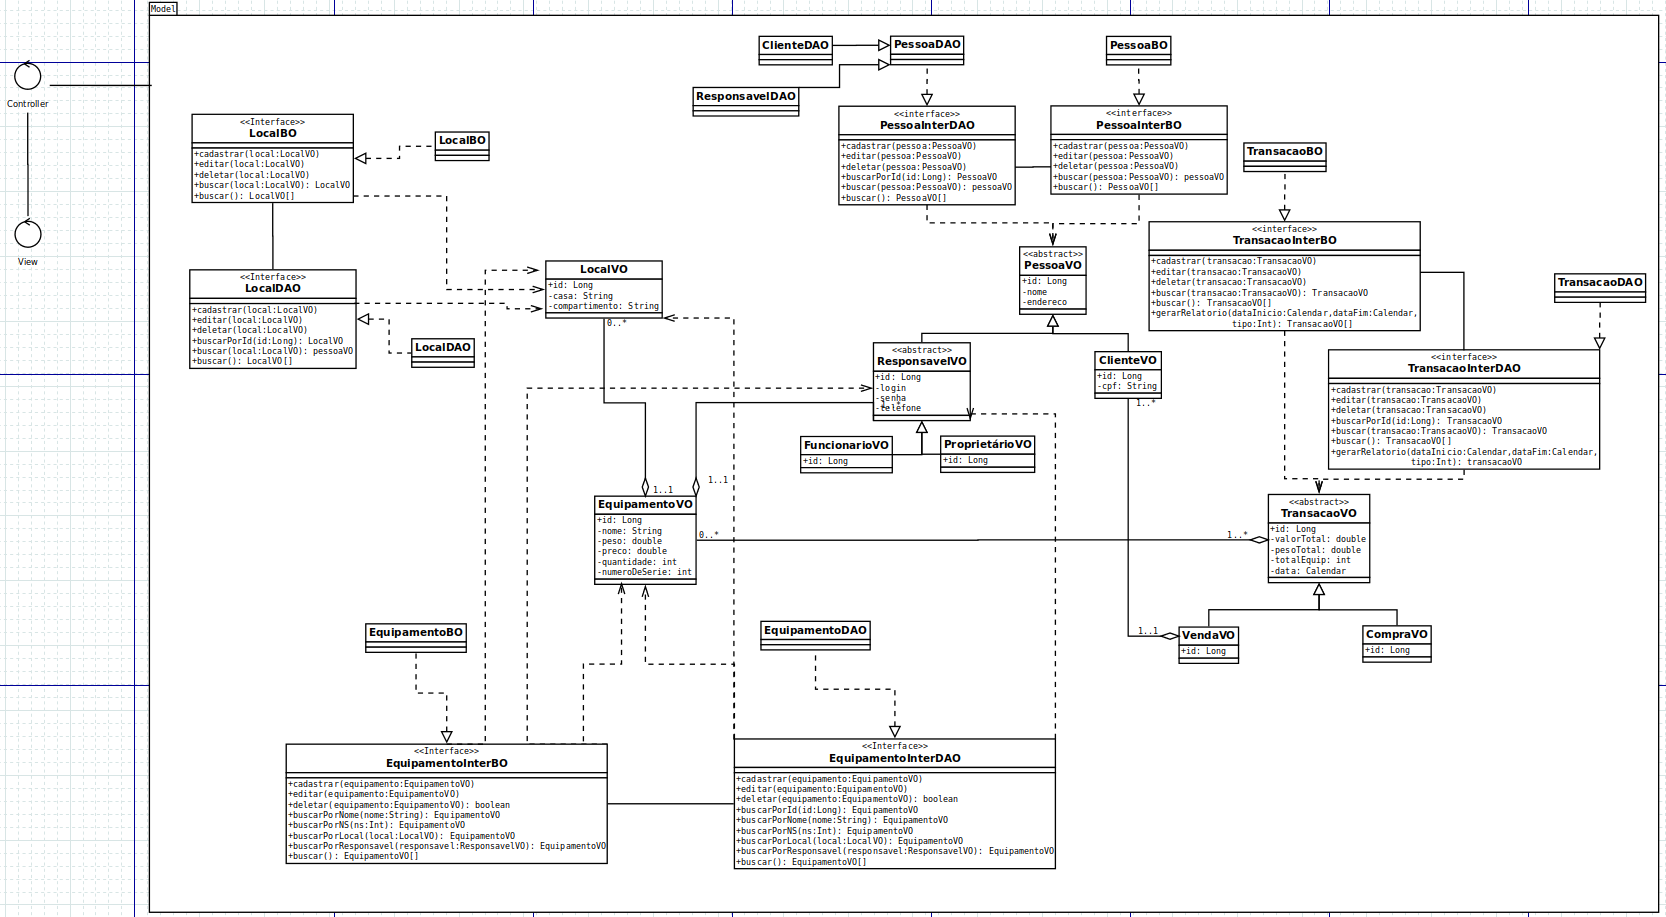 Model
Controller
View
<<Interface>>
LocalBO
+cadastrar(local:LocalVO)
+editar(local:LocalVO)
+deletar(local:LocalVO)
+buscar(local:LocalVO): LocalVO
+buscar(): LocalVO[]
LocalBO
<<Interface>>
LocalDAO
+cadastrar(local:LocalVO)
+editar(local:LocalVO)
+deletar(local:LocalVO)
+buscarPorId(id:Long): LocalVO
+buscar(local:LocalVO): pessoaVO
+buscar(): LocalVO[]
LocalDAO
LocalVO
+id: Long
-casa: String
-compartimento: String
0..*
ClienteDAO
PessoaDAO
ResponsavelDAO
<<interface>>
PessoaInterDAO
+cadastrar(pessoa:PessoaVO)
+editar(pessoa:PessoaVO)
+deletar(pessoa:PessoaVO)
+buscarPorId(id:Long): PessoaVO
+buscar(pessoa:PessoaVO): pessoaVO
+buscar(): PessoaVO[]
PessoaBO
<<interface>>
PessoaInterBO
+cadastrar(pessoa:PessoaVO)
+editar(pessoa:PessoaVO)
+deletar(pessoa:PessoaVO)
+buscar(pessoa:PessoaVO): pessoaVO
+buscar(): PessoaVO[]
TransacaoBO
<<interface>>
TransacaoInterBO
+cadastrar(transacao:TransacaoVO)
+editar(transacao:TransacaoVO)
+deletar(transacao:TransacaoVO)
+buscar(transacao:TransacaoVO): TransacaoVO
+buscar(): TransacaoVO[]
+gerarRelatorio(dataInicio:Calendar,dataFim:Calendar,
tipo:Int): TransacaoVO[]
TransacaoDAO
<<interface>>
TransacaoInterDAO
+cadastrar(transacao:TransacaoVO)
+editar(transacao:TransacaoVO)
+deletar(transacao:TransacaoVO)
+buscarPorId(id:Long): TransacaoVO
+buscar(transacao:TransacaoVO): TransacaoVO
+buscar(): TransacaoVO[]
+gerarRelatorio(dataInicio:Calendar,dataFim:Calendar,
tipo:Int): transacaoVO
<<abstract>>
PessoaVO
+id: Long
-nome
-endereco
<<abstract>>
ResponsavelVO
+id: Long
-login
-senha
-telefone
ClienteVO
+id: Long
-cpf: String
1..*
FuncionarioVO
+id: Long
ProprietárioVO
+id: Long
1..1
1..1
EquipamentoVO
+id: Long
-nome: String
-peso: double
-preco: double
-quantidade: int
-numeroDeSerie: int
0..*
1..*
<<abstract>>
TransacaoVO
+id: Long
-valorTotal: double
-pesoTotal: double
-totalEquip: int
-data: Calendar
1..1
VendaVO
+id: Long
CompraVO
+id: Long
EquipamentoBO
EquipamentoDAO
<<Interface>>
EquipamentoInterBO
+cadastrar(equipamento:EquipamentoVO)
+editar(equipamento:EquipamentoVO)
+deletar(equipamento:EquipamentoVO): boolean
+buscarPorNome(nome:String): EquipamentoVO
+buscarPorNS(ns:Int): EquipamentoVO
+buscarPorLocal(local:LocalVO): EquipamentoVO
+buscarPorResponsavel(responsavel:ResponsavelVO): EquipamentoVO
+buscar(): EquipamentoVO[]
<<Interface>>
EquipamentoInterDAO
+cadastrar(equipamento:EquipamentoVO)
+editar(equipamento:EquipamentoVO)
+deletar(equipamento:EquipamentoVO): boolean
+buscarPorId(id:Long): EquipamentoVO
+buscarPorNome(nome:String): EquipamentoVO
+buscarPorNS(ns:Int): EquipamentoVO
+buscarPorLocal(local:LocalVO): EquipamentoVO
+buscarPorResponsavel(responsavel:ResponsavelVO): EquipamentoVO
+buscar(): EquipamentoVO[]